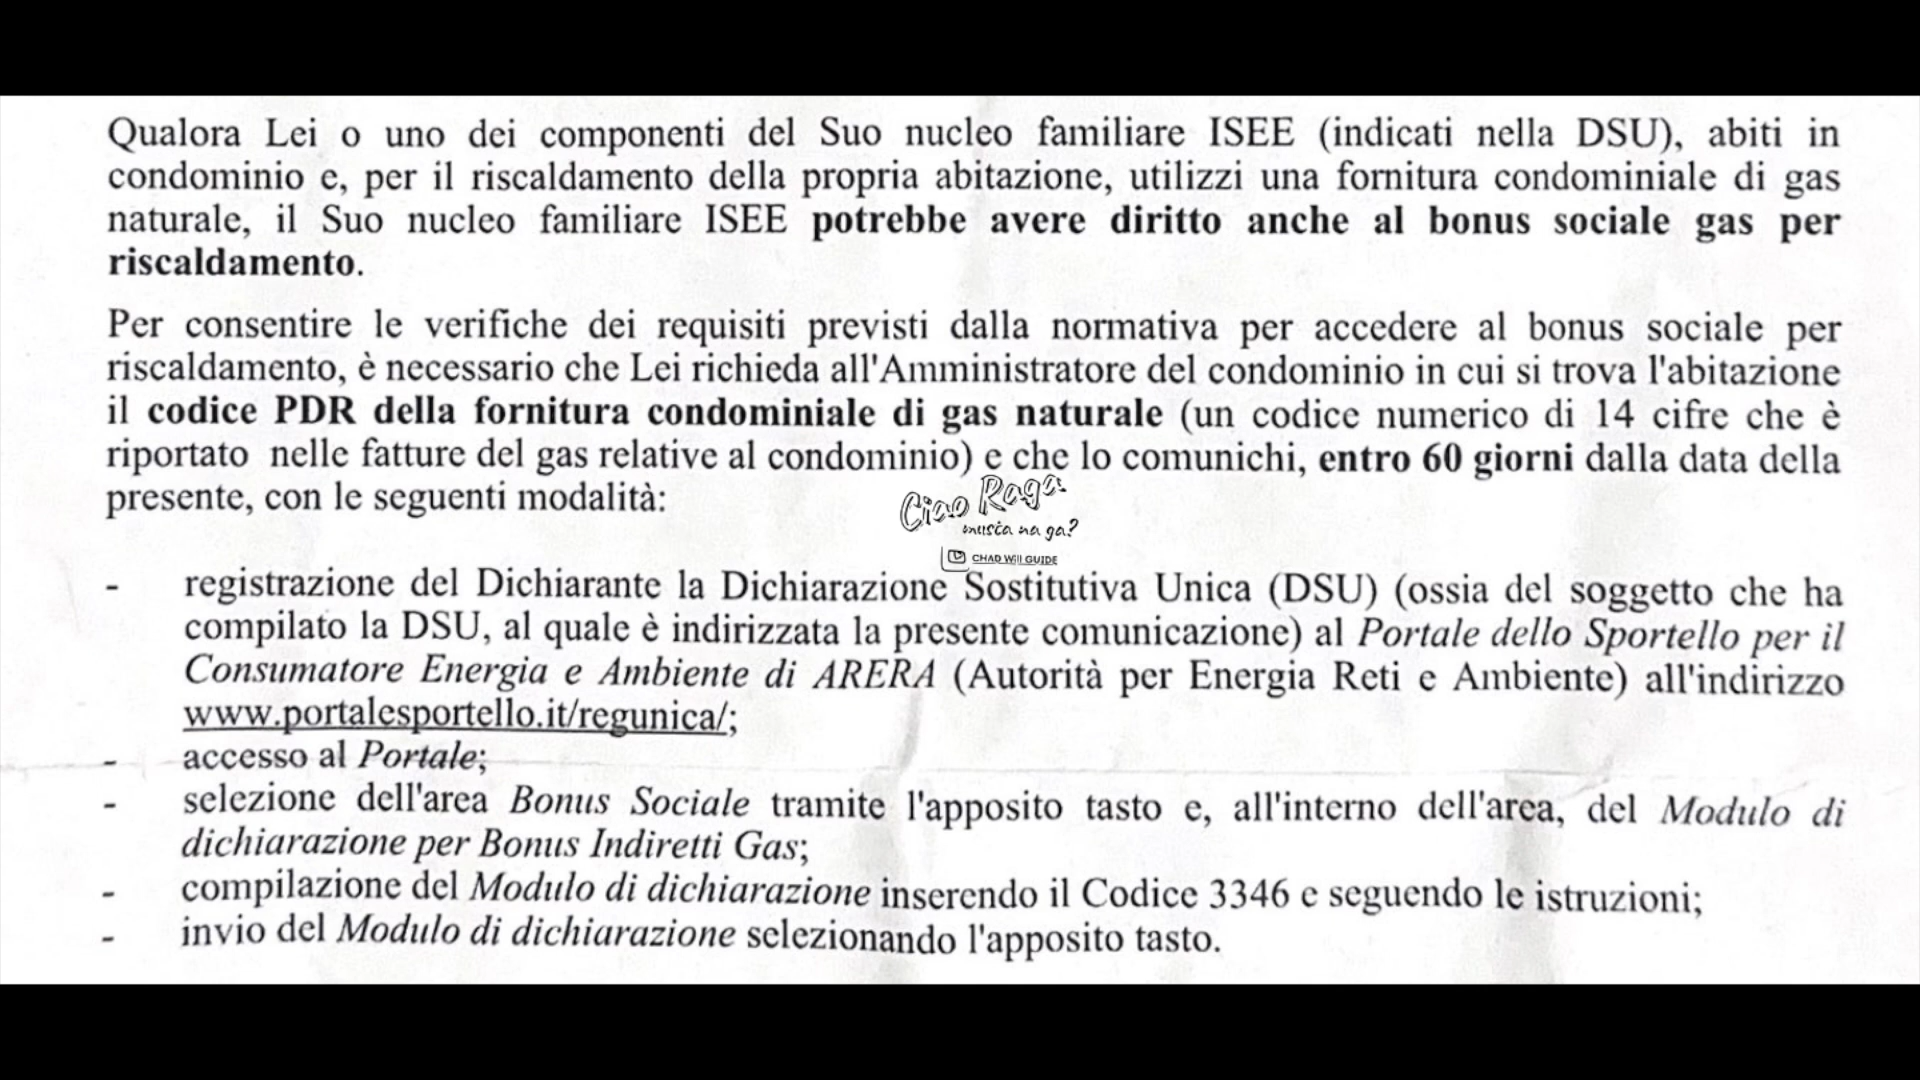 Qualora Lei o uno dei componenti del Suo nucleo familiare ISEE (indicati nella DSU), abiti in
condominio e, per il riscaldamento della propria abitazione, utilizzi una fornitura condominiale di gas
naturale, il Suo nucleo familiare ISEE potrebbe avere diritto anche al bonus sociale gas per
riscaldamento.
Per consentire le verifiche dei requisiti previsti dalla normativa per accedere al bonus sociale per
riscaldamento, è necessario che Lei richieda all'Amministratore del condominio in cui si trova l'abitazione
il codice PDR della fornitura condominiale di gas naturale (un codice numerico di 14 cifre che è
riportato nelle fatture del gas relative al condominio) e che lo comunichi, entro 60 giorni dalla data della
presente, con le seguenti modalità:
Ciao Raga
musta na ga?
CHAD Will GUIDE
- registrazione del Dichiarante la Dichiarazione Sostitutiva Unica (DSU) (ossia del soggetto che ha
compilato la DSU, al quale è indirizzata la presente comunicazione) al Portale dello Sportello per il
Consumatore Energia e Ambiente di ARERA (Autorità per Energia Reti e Ambiente) all'indirizzo
www.portalesportello.it/regunica/;
- accesso al Portale;
- selezione dell'area Bonus Sociale tramite l'apposito tasto e, all'interno dell'area, del Modulo di
dichiarazione per Bonus Indiretti Gas;
- compilazione del Modulo di dichiarazione inserendo il Codice 3346 e seguendo le istruzioni;
- invio del Modulo di dichiarazione selezionando l'apposito tasto.